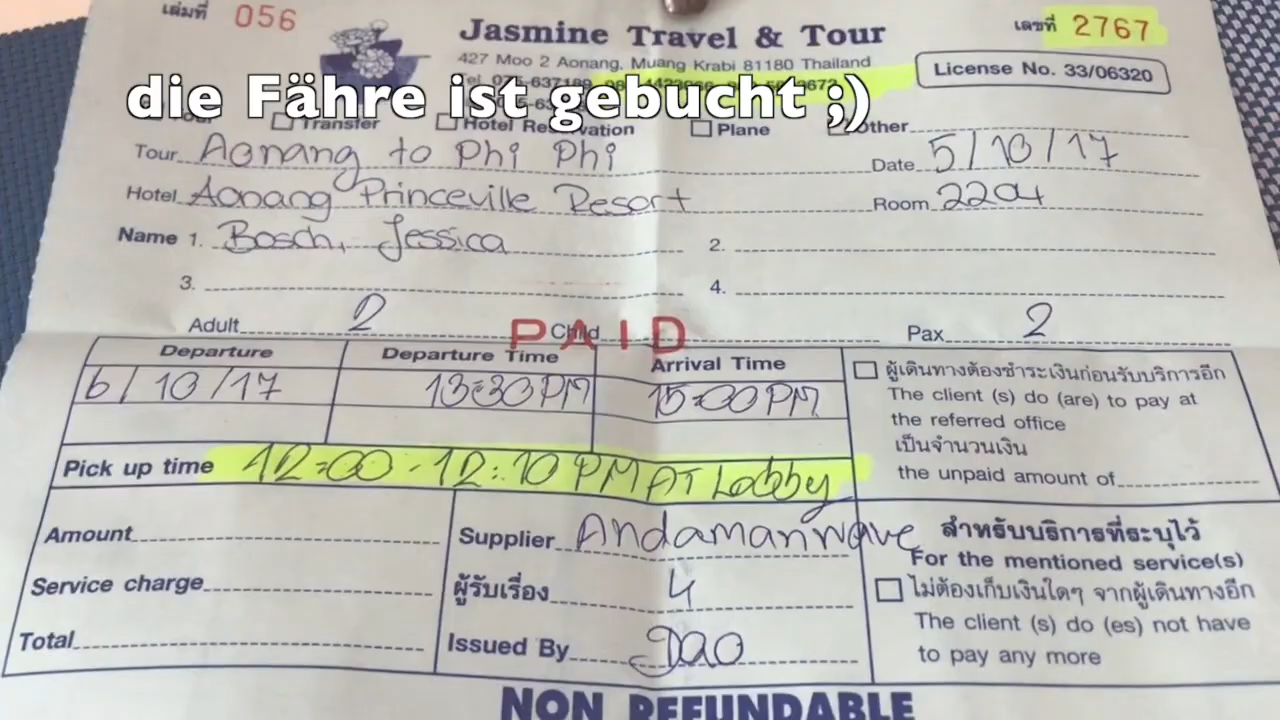 เล่มที่ 056
Jasmine Travel & Tour
เลขที่ 2767
427 Moo 2 Aonang, Muang Krabi 81180 Thailand
License No. 33/06320
die Fähre ist gebucht ;)
Transfer Hotel Reservation Plane Other
Tour Aonang to Phi Phi Date 5/10/17
Hotel Aonang Princeville Resort Room 2204
Name 1. Bosch, Jessica 2.
3. 4.
Adult 2 Child Pax 2
PAID
Departure Departure Time Arrival Time
6/10/17 13:30 PM 15:00 PM
ผู้เดินทางต้องชำระเงินก่อนรับบริการอีก
The client (s) do (are) to pay at
the referred office
เป็นจำนวนเงิน
the unpaid amount of
Pick up time 12:00 - 12:10 PM AT Lobby
Amount
Service charge
Total
Supplier Andamanwave
ผู้รับเรื่อง 4
Issued By Dao
สำหรับบริการที่ระบุไว้
For the mentioned service(s)
ไม่ต้องเก็บเงินใดๆ จากผู้เดินทางอีก
The client (s) do (es) not have
to pay any more
NON REFUNDABLE